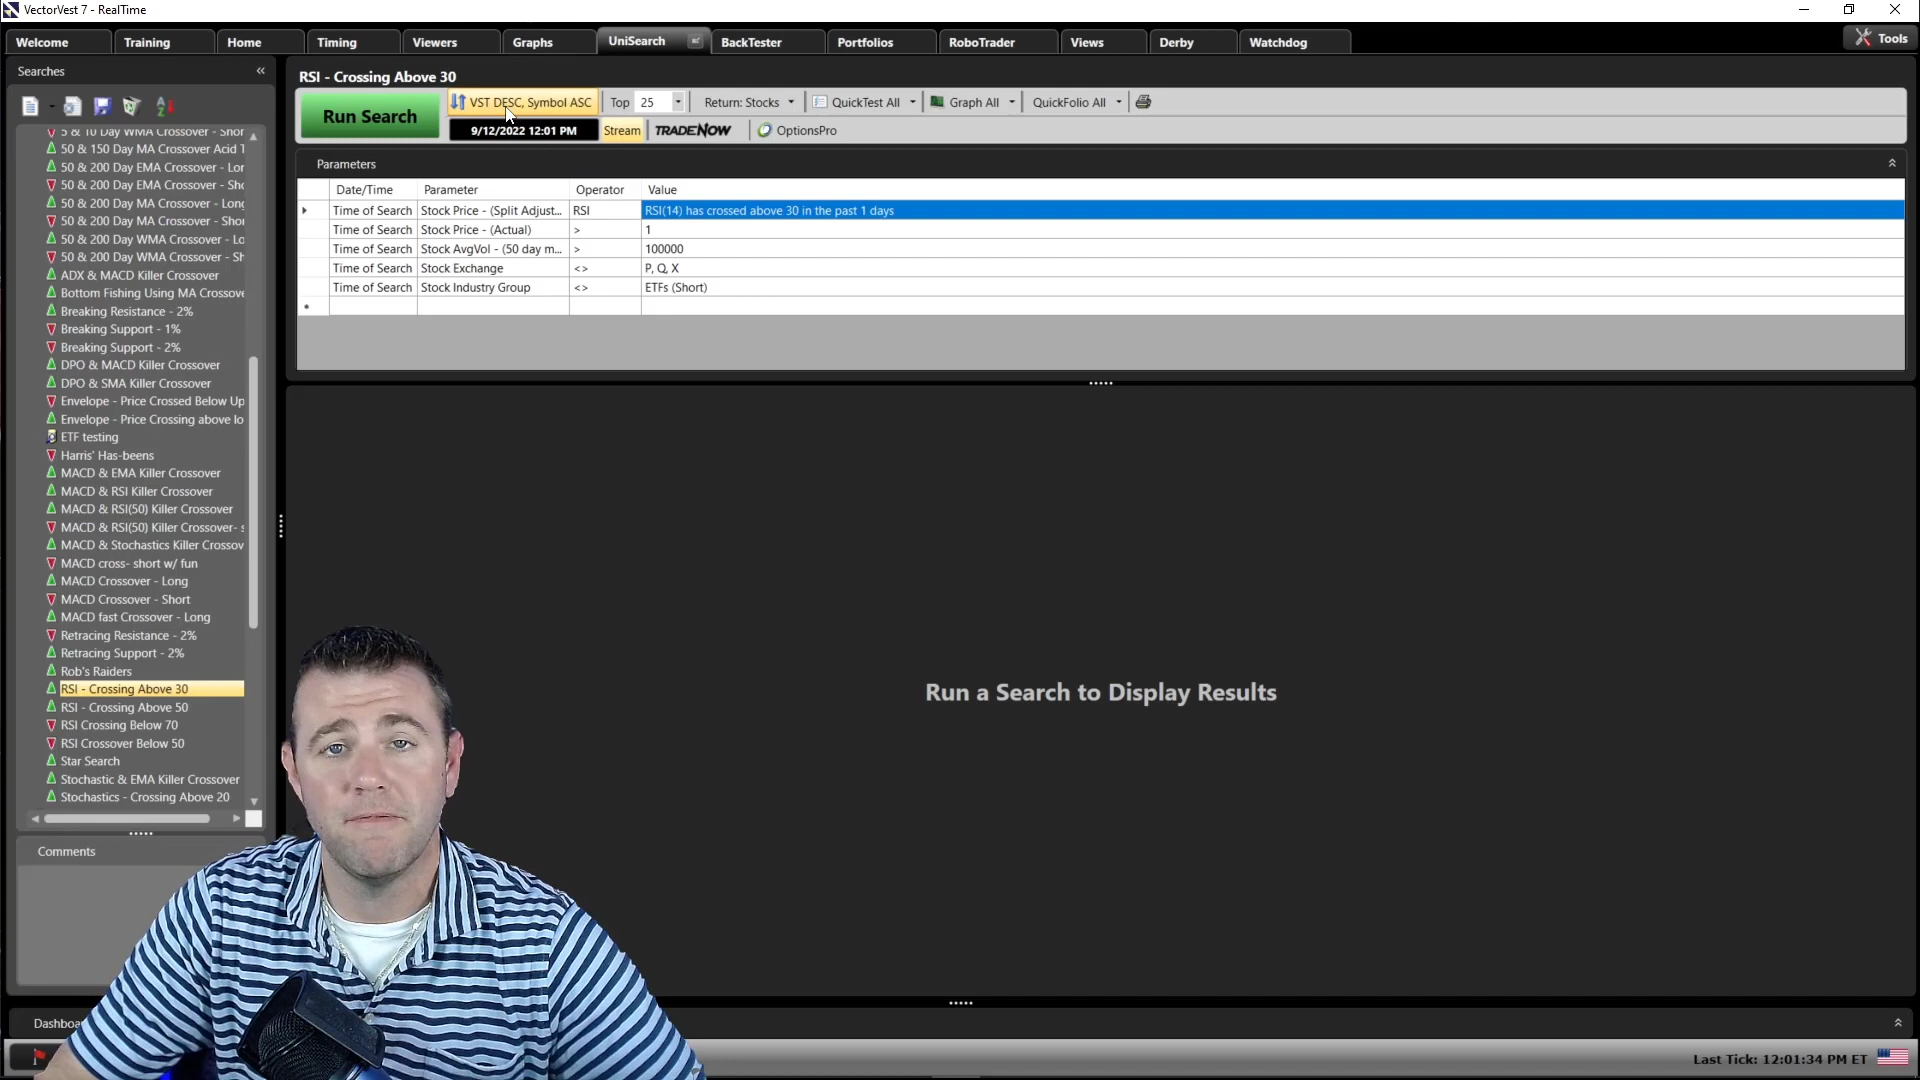 VectorVest 7 - RealTime
Welcome
Training
Home
Timing
Viewers
Graphs
UniSearch
BackTester
Portfolios
RoboTrader
Views
Derby
Watchdog
Tools
Searches
5 & 10 Day WMA Crossover - Shor
50 & 150 Day MA Crossover Acid T
50 & 200 Day EMA Crossover - Lor
50 & 200 Day EMA Crossover - Sho
50 & 200 Day MA Crossover - Long
50 & 200 Day MA Crossover - Shor
50 & 200 Day WMA Crossover - Lo
50 & 200 Day WMA Crossover - Sh
ADX & MACD Killer Crossover
Bottom Fishing Using MA Crossove
Breaking Resistance - 2%
Breaking Support - 1%
Breaking Support - 2%
DPO & MACD Killer Crossover
DPO & SMA Killer Crossover
Envelope - Price Crossed Below Up
Envelope - Price Crossing above lo
ETF testing
Harris' Has-beens
MACD & EMA Killer Crossover
MACD & RSI Killer Crossover
MACD & RSI(50) Killer Crossover
MACD & RSI(50) Killer Crossover- s
MACD & Stochastics Killer Crossov
MACD cross- short w/ fun
MACD Crossover - Long
MACD Crossover - Short
MACD fast Crossover - Long
Retracing Resistance - 2%
Retracing Support - 2%
Rob's Raiders
RSI - Crossing Above 30
RSI - Crossing Above 50
RSI Crossing Below 70
RSI Crossover Below 50
Star Search
Stochastic & EMA Killer Crossover
Stochastics - Crossing Above 20
Comments
RSI - Crossing Above 30
Run Search
VST DESC, Symbol ASC
Top 25
Return: Stocks
QuickTest All
Graph All
QuickFolio All
9/12/2022 12:01 PM
Stream
TRADENOW
OptionsPro
Parameters
Date/Time Parameter Operator Value
Time of Search Stock Price - (Split Adjust... RSI RSI(14) has crossed above 30 in the past 1 days
Time of Search Stock Price - (Actual) > 1
Time of Search Stock AvgVol - (50 day m... > 100000
Time of Search Stock Exchange <> P, Q, X
Time of Search Stock Industry Group <> ETFs (Short)
Run a Search to Display Results
Dashboa
Last Tick: 12:01:34 PM ET